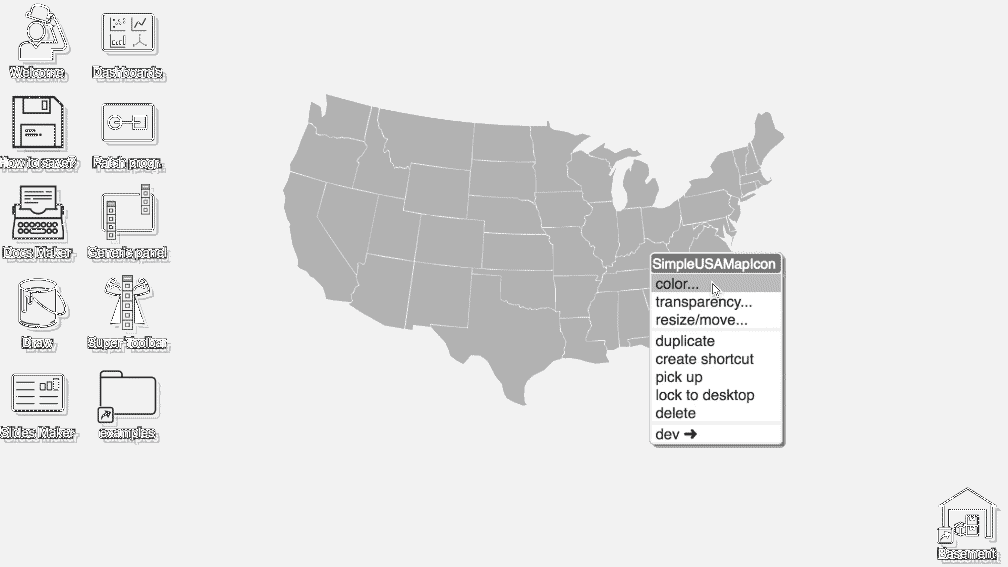 Welcome
Dashboards
How to save?
Patch progr.
Docs Maker
Generic panel
Draw
Super Toolbar
Slides Maker
examples
SimpleUSAMapIcon
color...
transparency...
resize/move...
duplicate
create shortcut
pick up
lock to desktop
delete
dev ➜
Basement